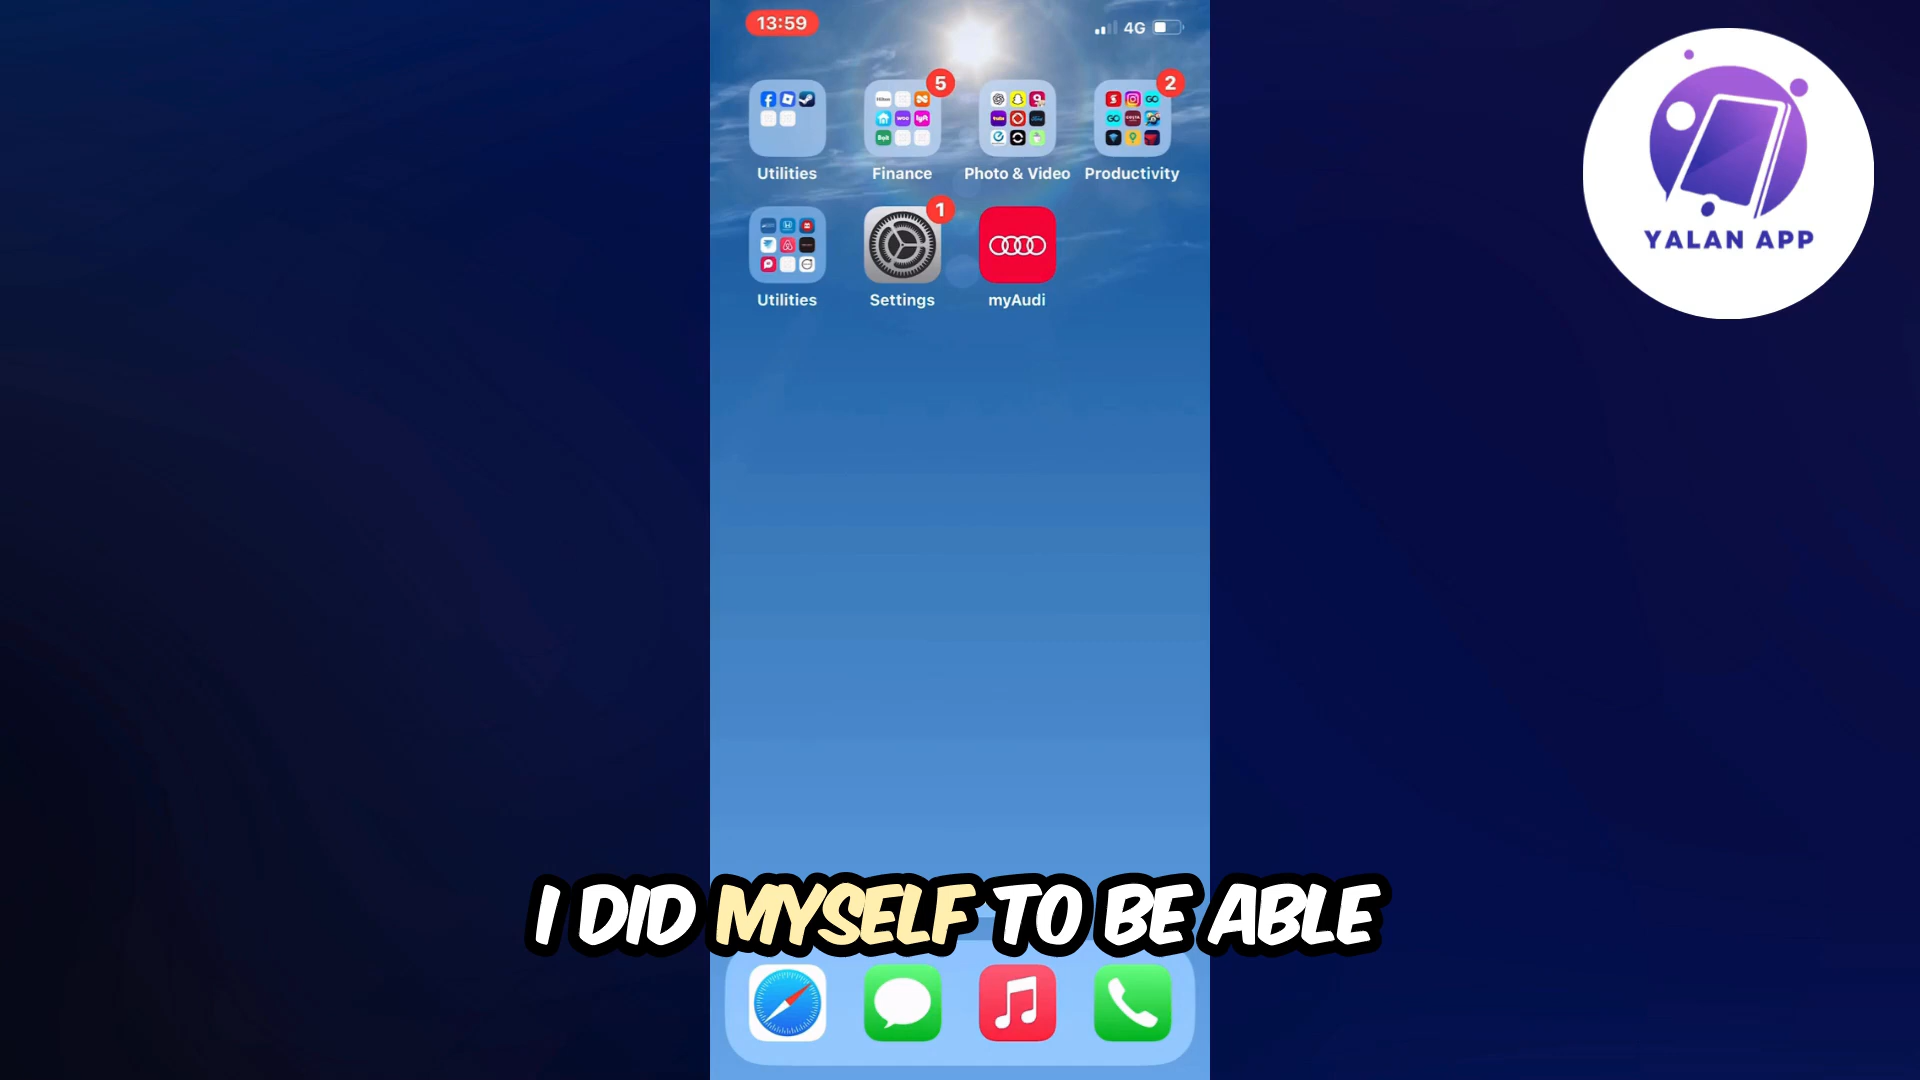 13:59
4G
5
2
Utilities
Finance
Photo & Video
Productivity
1
Utilities
Settings
myAudi
YALAN APP
I DID MYSELF TO BE ABLE